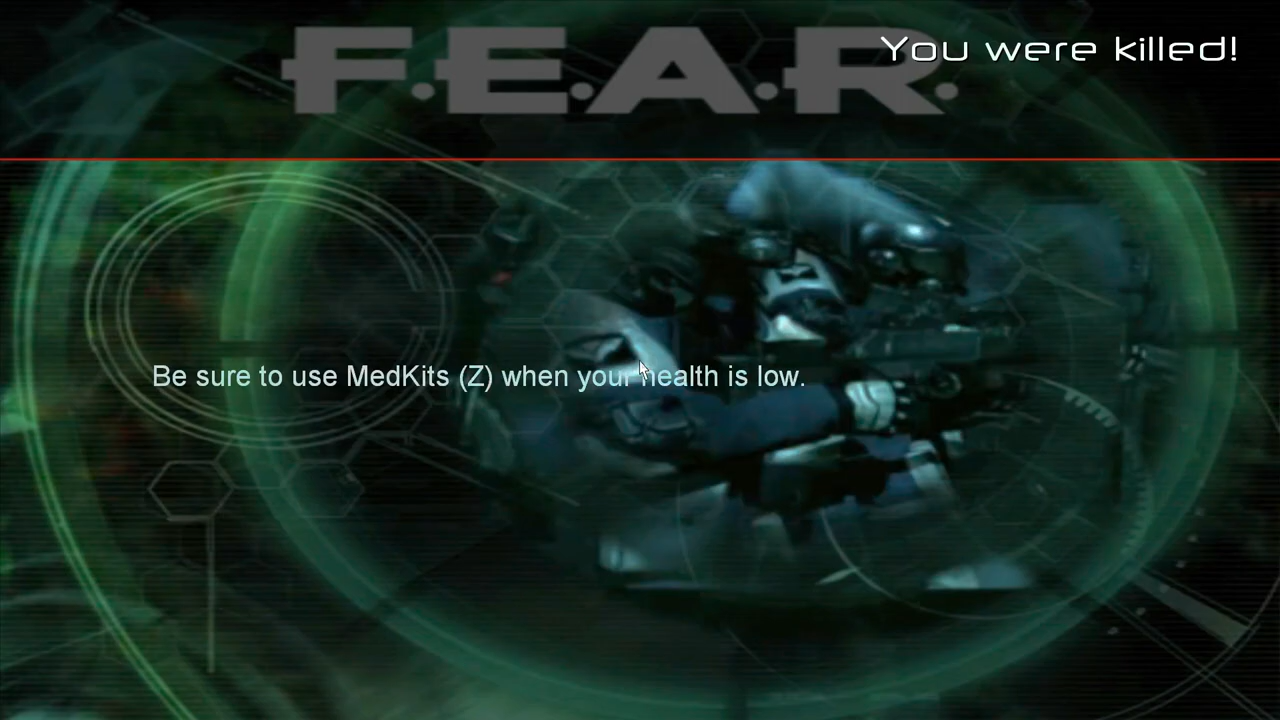 F.E.A.R.
You were killed!
Be sure to use MedKits (Z) when your health is low.